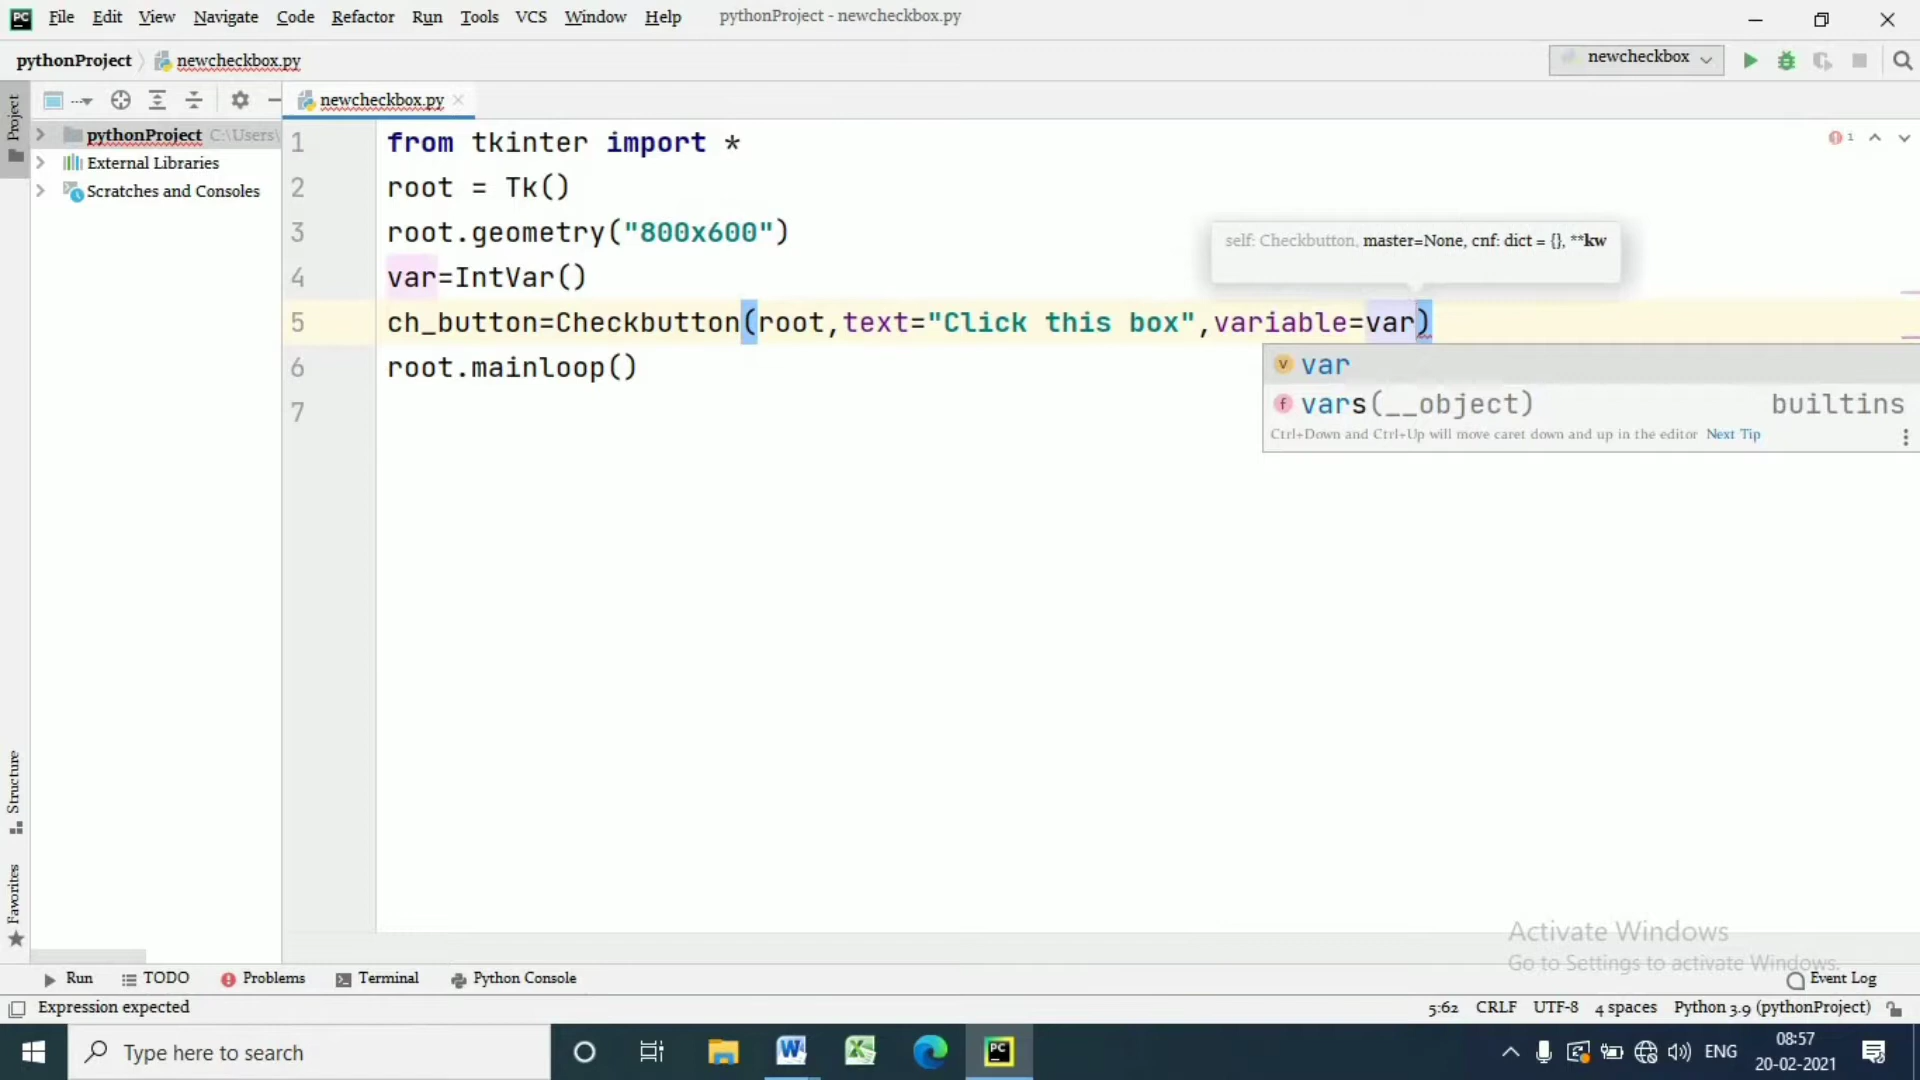 PC File Edit View Navigate Code Refactor Run Tools VCS Window Help pythonProject - newcheckbox.py
pythonProject newcheckbox.py newcheckbox
Project
newcheckbox.py
pythonProject C:\Users\
External Libraries
Scratches and Consoles
1 from tkinter import *
2 root = Tk()
3 root.geometry("800x600")
4 var=IntVar()
5 ch_button=Checkbutton(root,text="Click this box",variable=var)
6 root.mainloop()
7
1
self: Checkbutton, master=None, cnf: dict = {}, **kw
v var
f vars(__object) builtins
Ctrl+Down and Ctrl+Up will move caret down and up in the editor Next Tip
Structure
Favorites
Activate Windows
Go to Settings to activate Windows.
Run TODO Problems Terminal Python Console Event Log
Expression expected 5:62 CRLF UTF-8 4 spaces Python 3.9 (pythonProject)
Type here to search ENG
08:57
20-02-2021